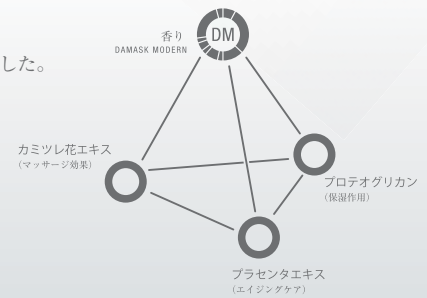 香り
DAMASK MODERN
DM
した。
カミツレ花エキス
（マッサージ効果）
プロテオグリカン
（保湿作用）
プラセンタエキス
（エイジングケア）